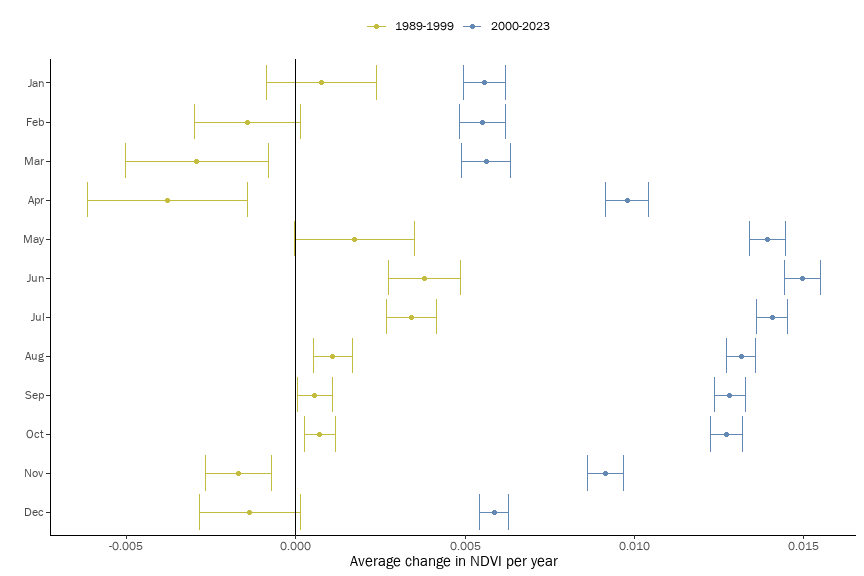 1989-1999 2000-2023
Jan
Feb
Mar
Apr
May
Jun
Jul
Aug
Sep
Oct
Nov
Dec
-0.005 0.000 0.005 0.010 0.015
Average change in NDVI per year